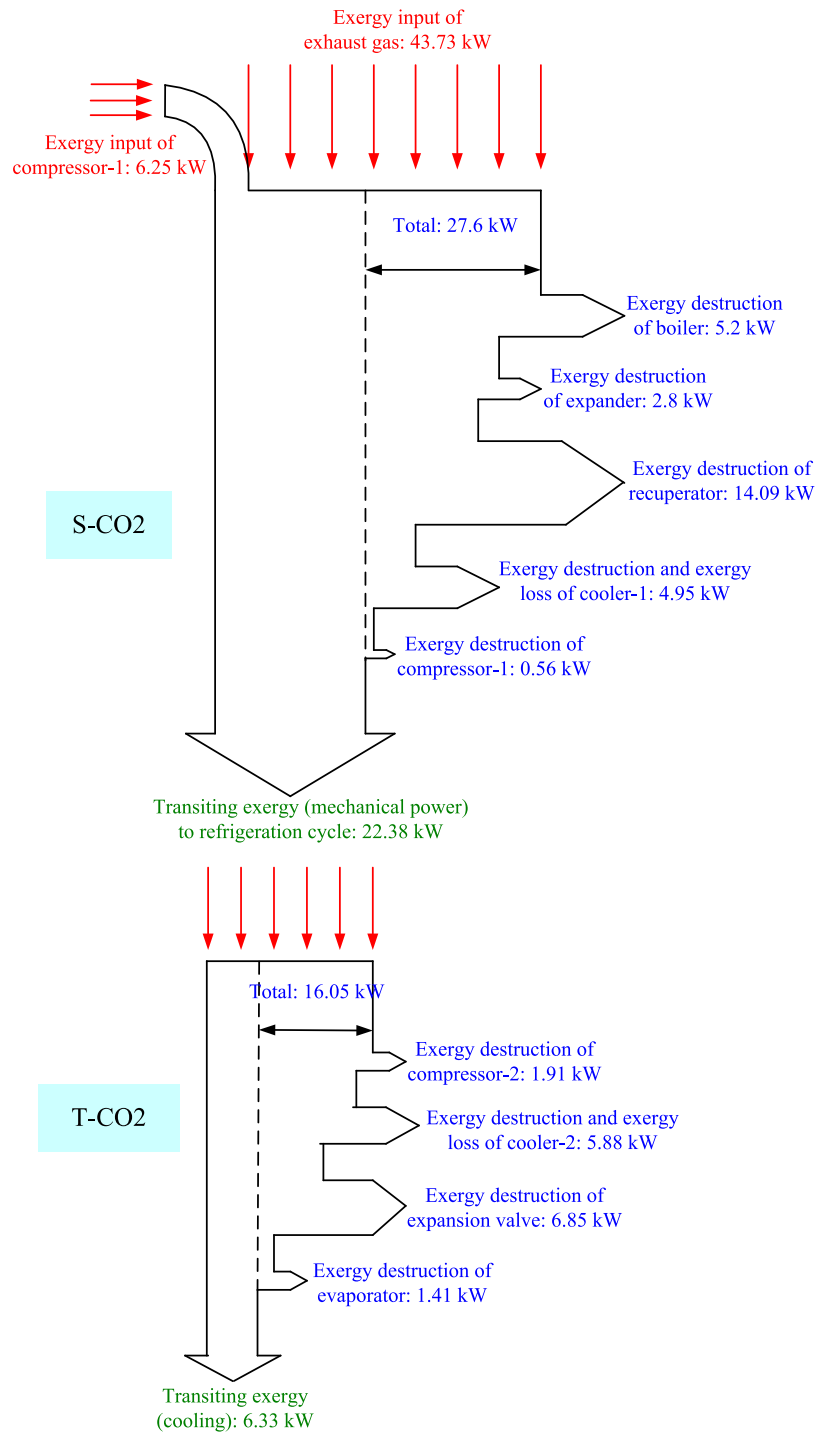 Exergy input of
exhaust gas: 43.73 kW
Exergy input of
compressor-1: 6.25 kW
Total: 27.6 kW
Exergy destruction
of boiler: 5.2 kW
Exergy destruction
of expander: 2.8 kW
Exergy destruction of
recuperator: 14.09 kW
S-CO2
Exergy destruction and exergy
loss of cooler-1: 4.95 kW
Exergy destruction of
compressor-1: 0.56 kW
Transiting exergy (mechanical power)
to refrigeration cycle: 22.38 kW
Total: 16.05 kW
Exergy destruction of
compressor-2: 1.91 kW
T-CO2
Exergy destruction and exergy
loss of cooler-2: 5.88 kW
Exergy destruction of
expansion valve: 6.85 kW
Exergy destruction of
evaporator: 1.41 kW
Transiting exergy
(cooling): 6.33 kW